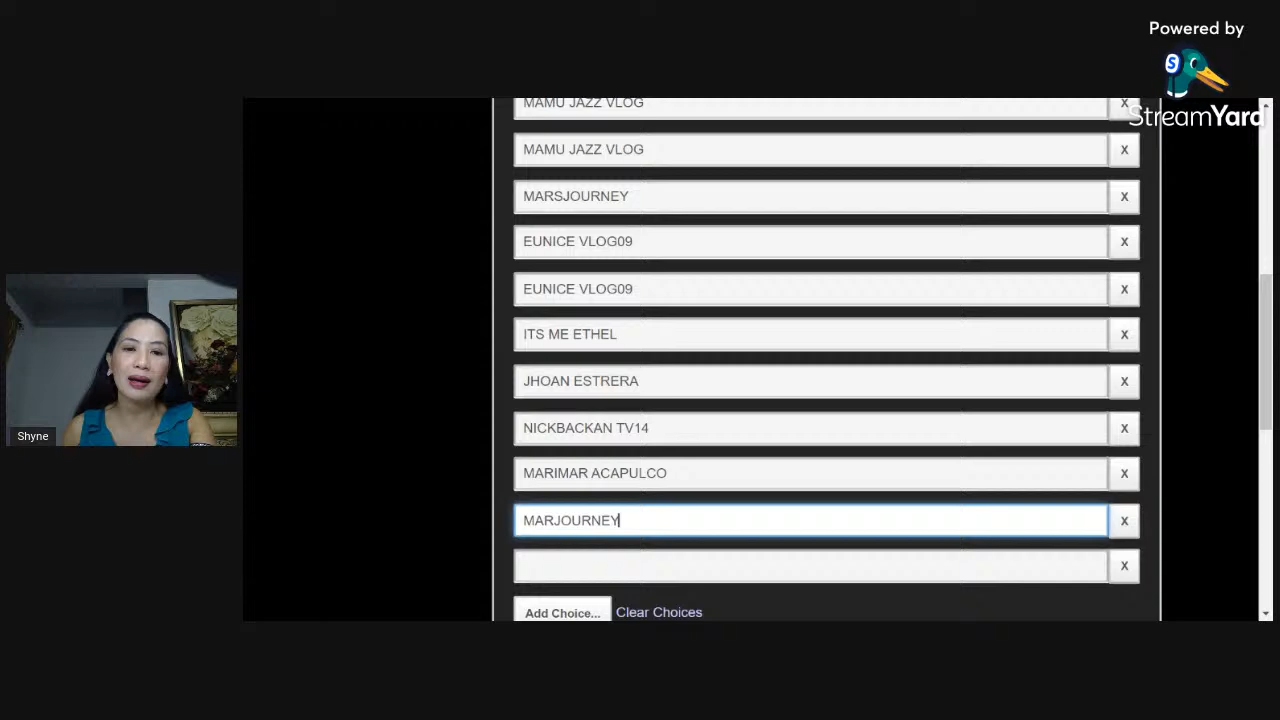 Powered by
StreamYard
MAMU JAZZ VLOG X
MAMU JAZZ VLOG X
MARSJOURNEY X
EUNICE VLOG09 X
EUNICE VLOG09 X
ITS ME ETHEL X
JHOAN ESTRERA X
NICKBACKAN TV14 X
MARIMAR ACAPULCO X
MARJOURNEY X
X
Add Choice... Clear Choices
Shyne